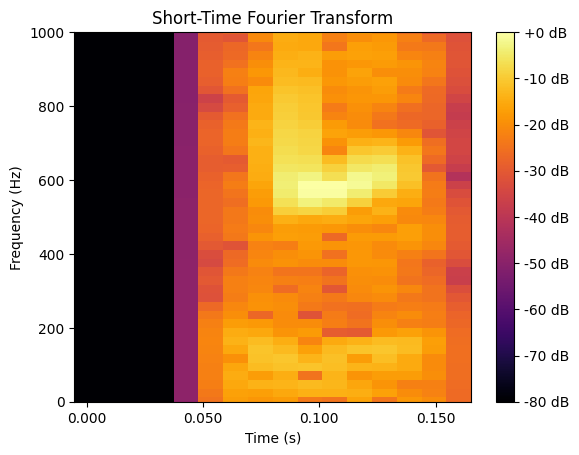 Short-Time Fourier Transform
Frequency (Hz)
1000
800
600
400
200
0
0.000
0.050
0.100
0.150
Time (s)
+0 dB
-10 dB
-20 dB
-30 dB
-40 dB
-50 dB
-60 dB
-70 dB
-80 dB